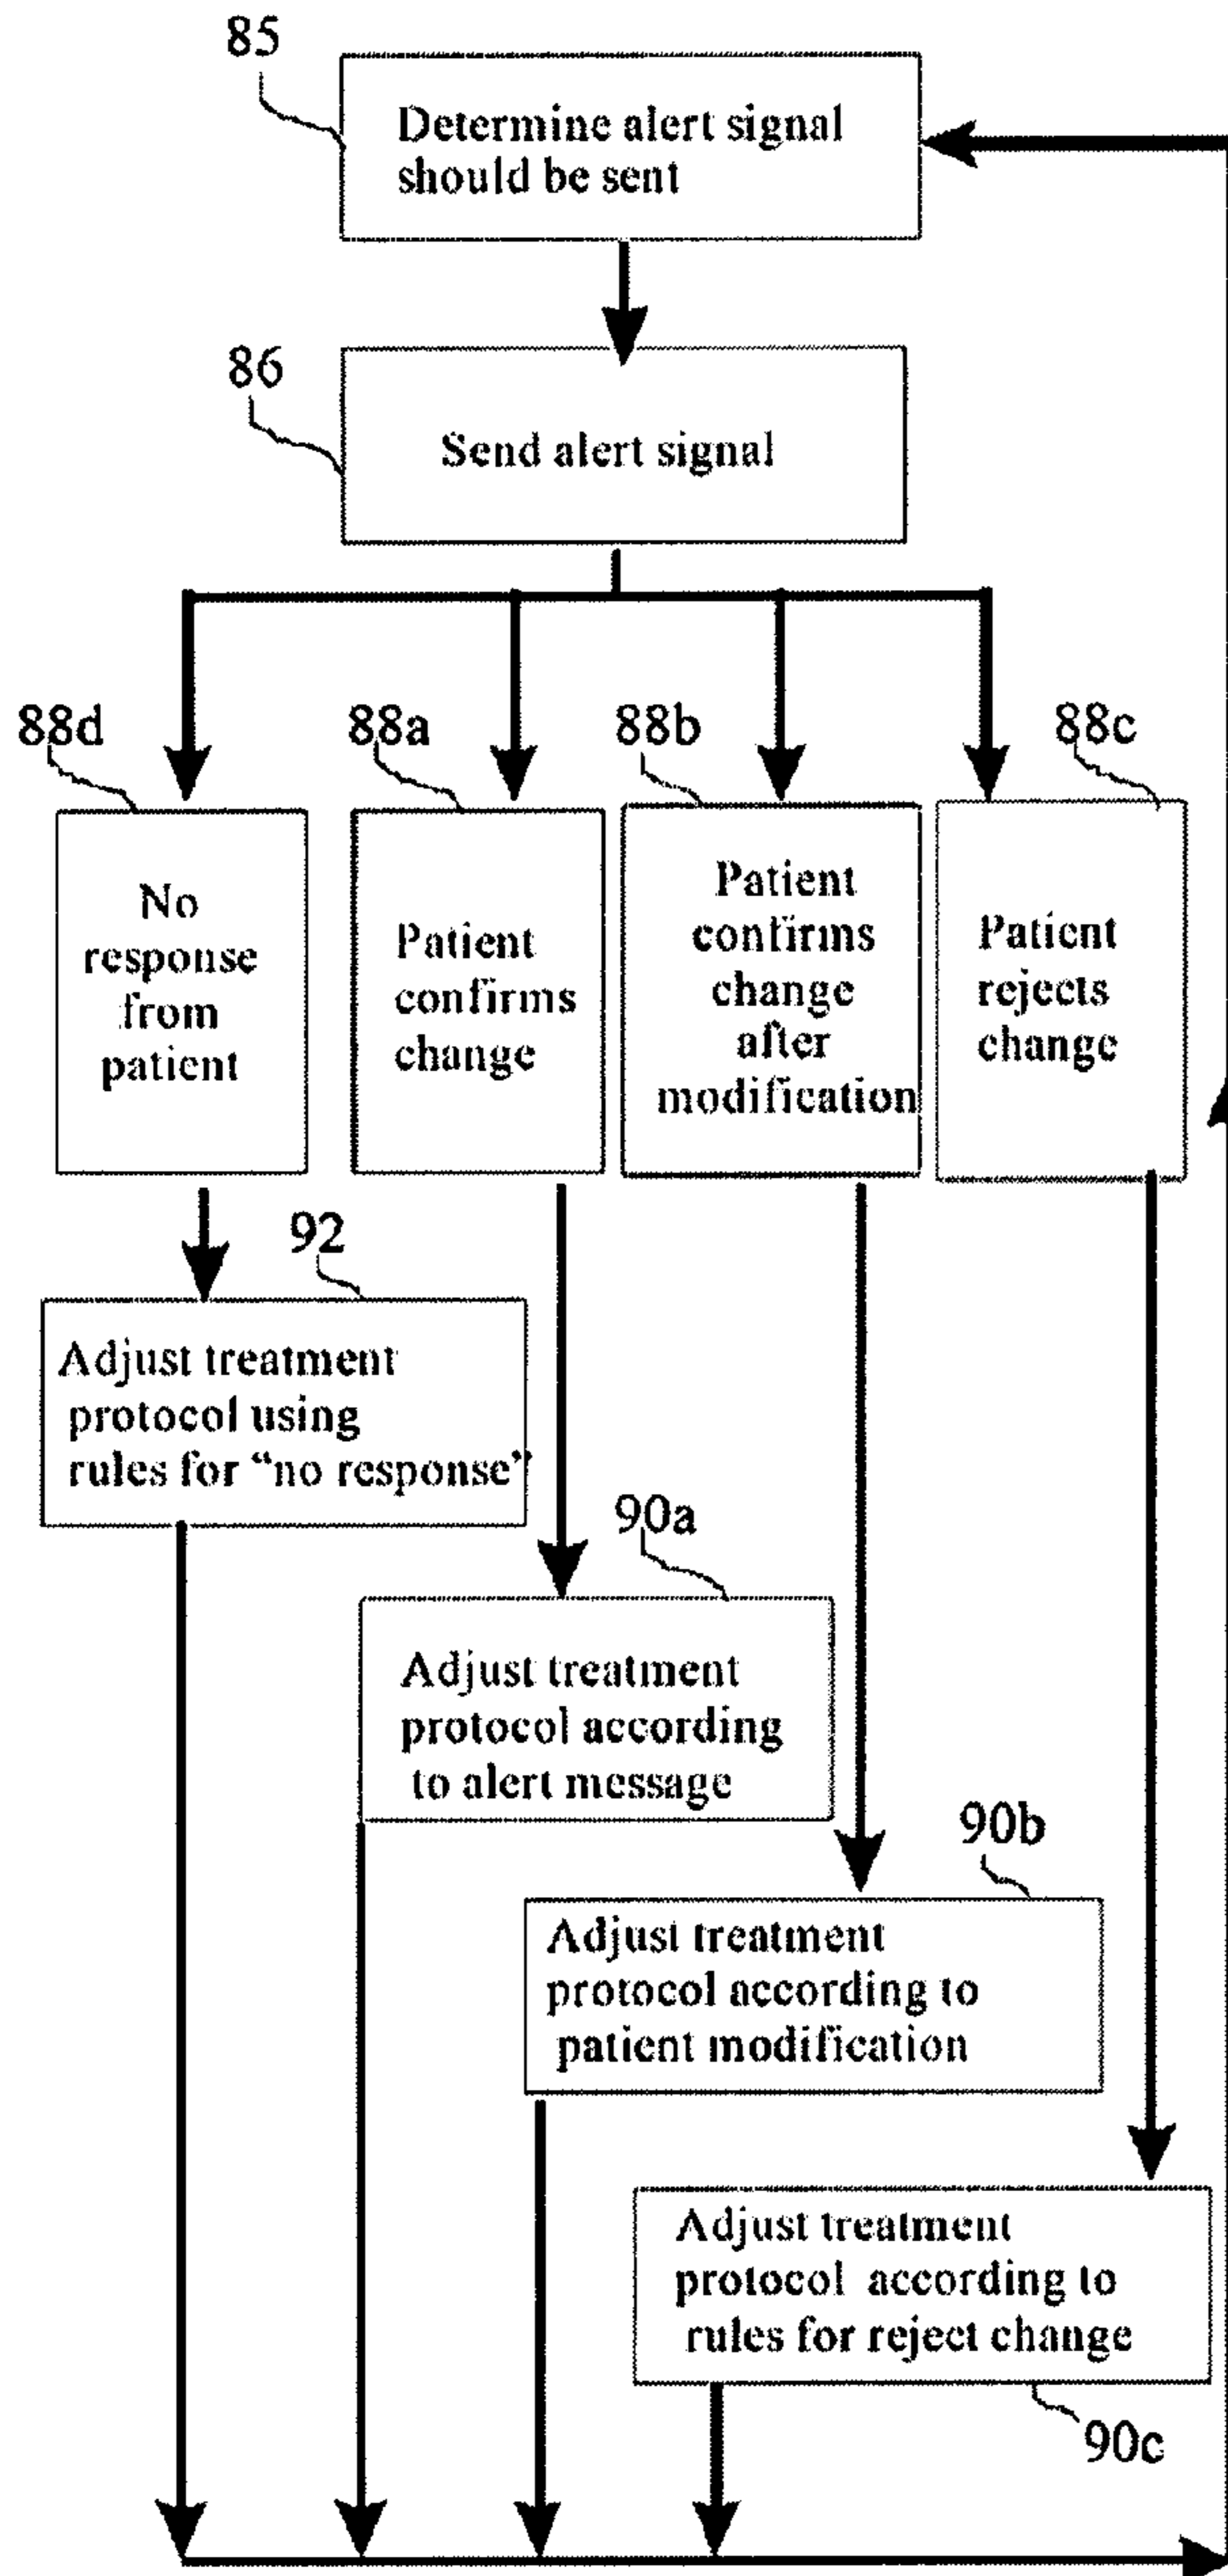 85
Determine alert signal
should be sent
86
Send alert signal
88d
88a
88b
88c
No
response
from
patient
Patient
confirms
change
Patient
confirms
change
after
modification
Patient
rejects
change
92
Adjust treatment
protocol using
rules for “no response”
90a
Adjust treatment
protocol according
to alert message
90b
Adjust treatment
protocol according to
patient modification
Adjust treatment
protocol according to
rules for reject change
90c